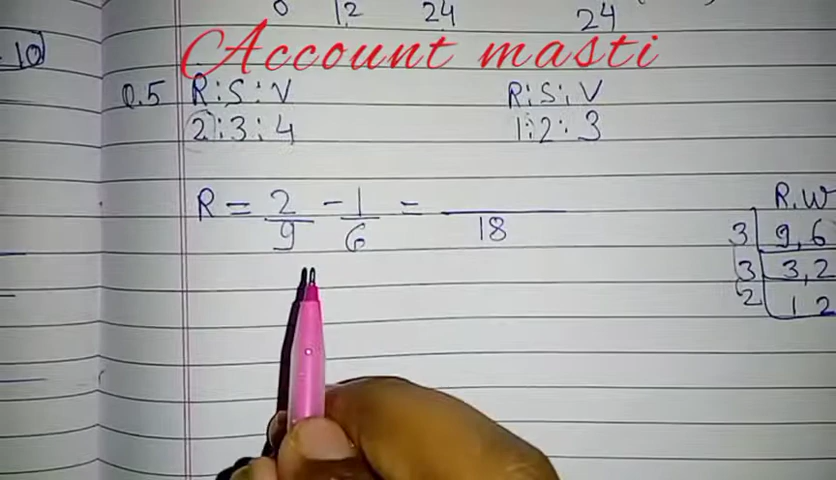 0 12 24 24
Account masti
10
Q.5 R:S:V R:S:V
2:3:4 1:2:3
R = 2/9 - 1/6 = /18
R.W
3 | 9,6
3 | 3,2
2 | 1 2